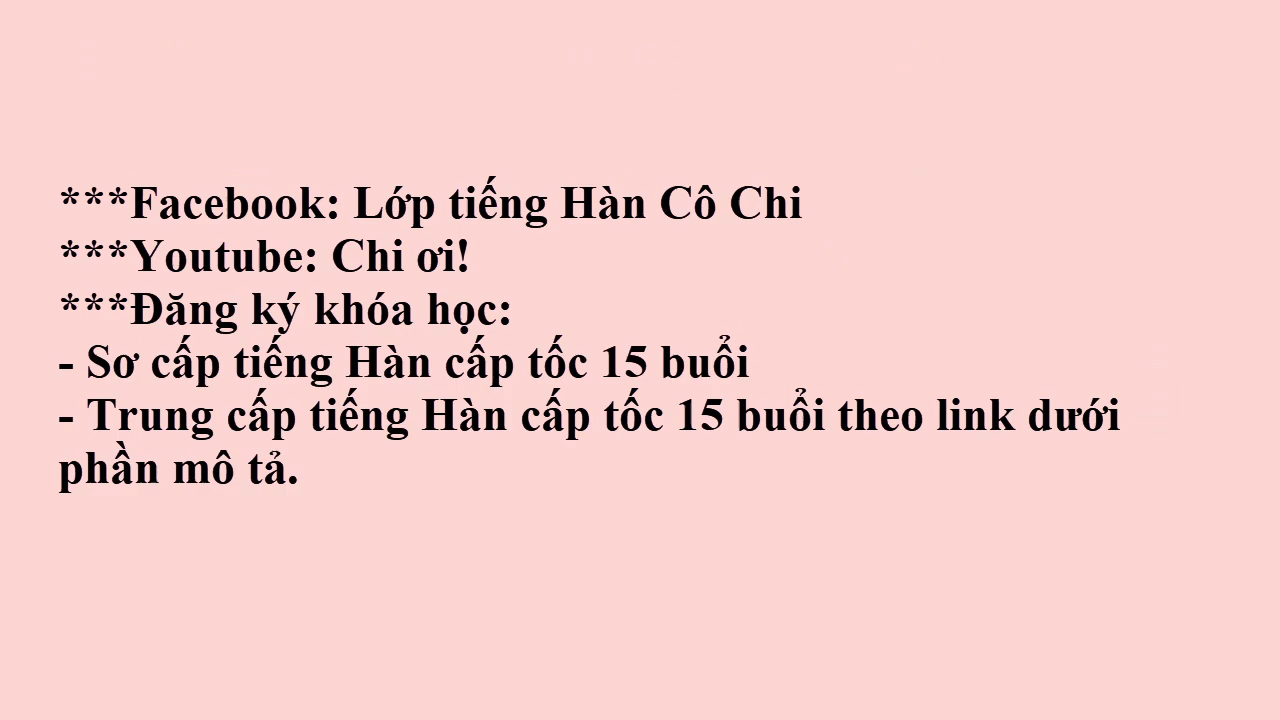 ***Facebook: Lớp tiếng Hàn Cô Chi
***Youtube: Chi ơi!
***Đăng ký khóa học:
- Sơ cấp tiếng Hàn cấp tốc 15 buổi
- Trung cấp tiếng Hàn cấp tốc 15 buổi theo link dưới
phần mô tả.